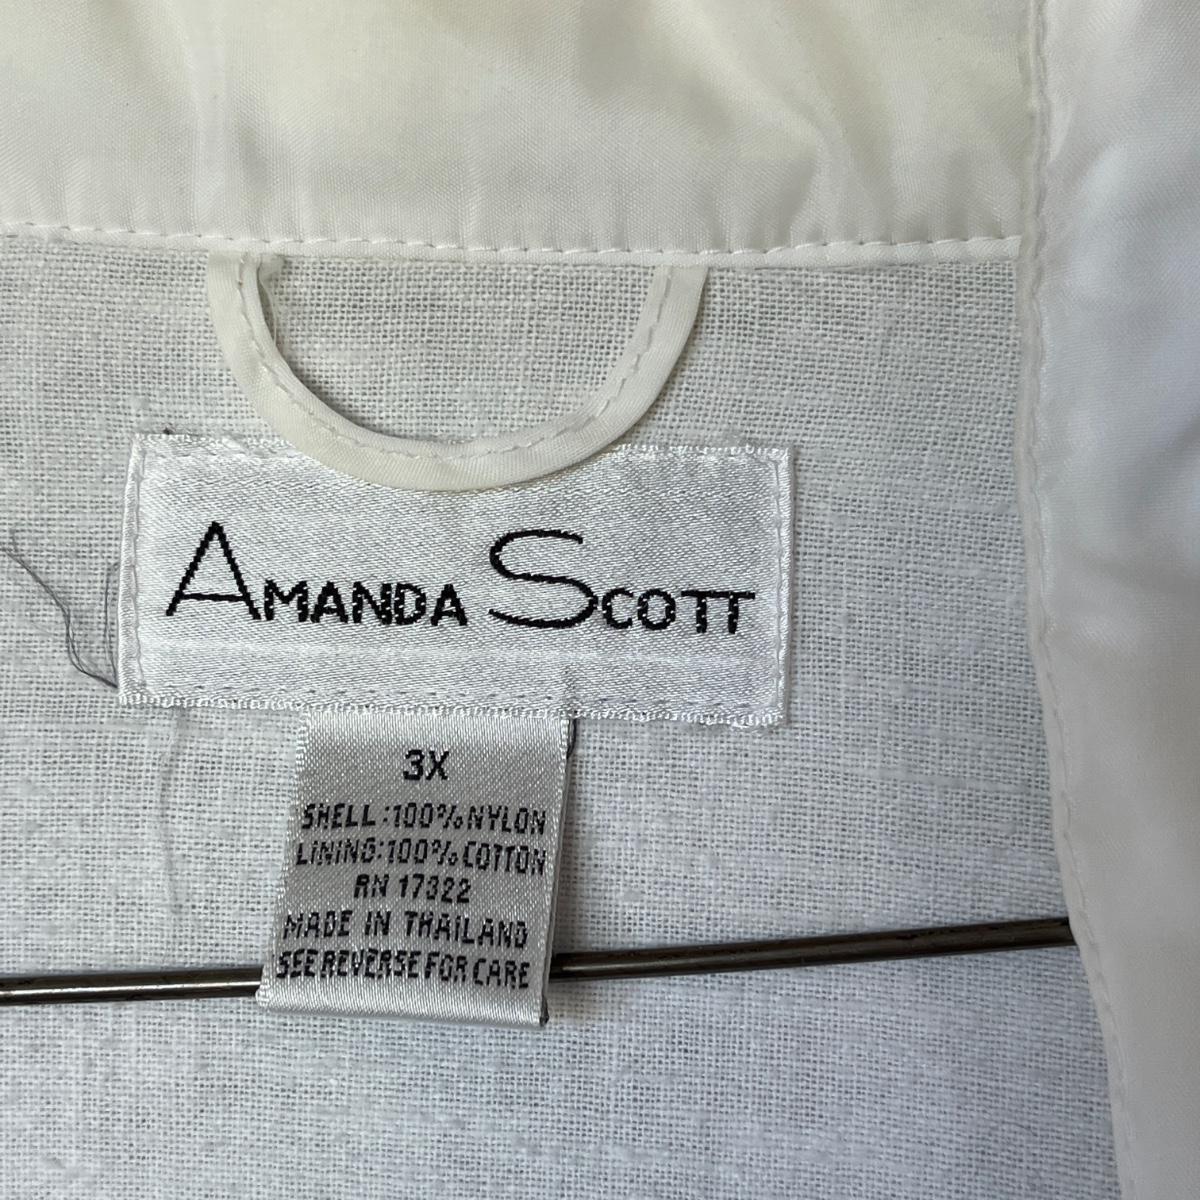 AMANDA SCOTT
3X
SHELL:100%NYLON
LINING:100%COTTON
RN 17322
MADE IN THAILAND
SEE REVERSE FOR CARE